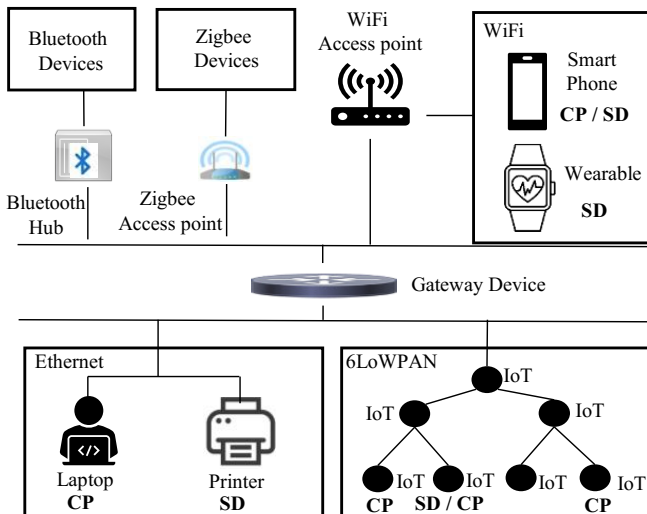 Bluetooth
Devices
Zigbee
Devices
WiFi
Access point
WiFi
Smart
Phone
CP / SD
Wearable
SD
Bluetooth
Hub
Zigbee
Access point
Gateway Device
Ethernet
</>
Laptop
CP
Printer
SD
6LoWPAN
IoT
IoT
IoT
IoT
IoT
IoT
IoT
CP
SD / CP
CP